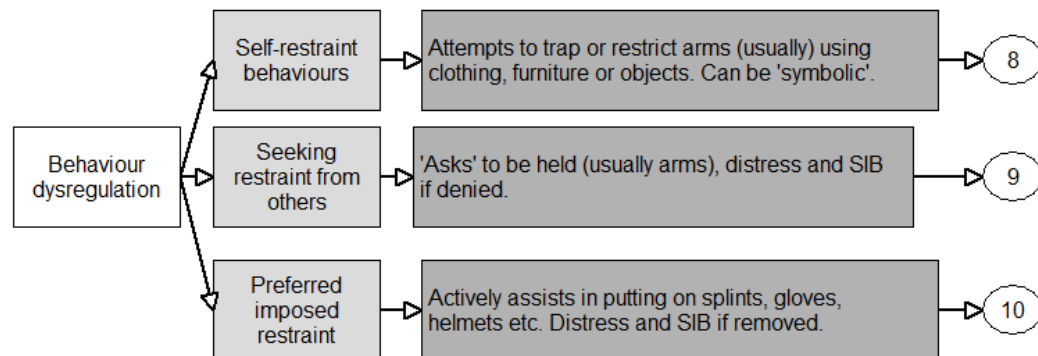 Self-restraint
behaviours
Attempts to trap or restrict arms (usually) using
clothing, furniture or objects. Can be 'symbolic'.
8
Behaviour
dysregulation
Seeking
restraint from
others
'Asks' to be held (usually arms), distress and SIB
if denied.
9
Preferred
imposed
restraint
Actively assists in putting on splints, gloves,
helmets etc. Distress and SIB if removed.
10